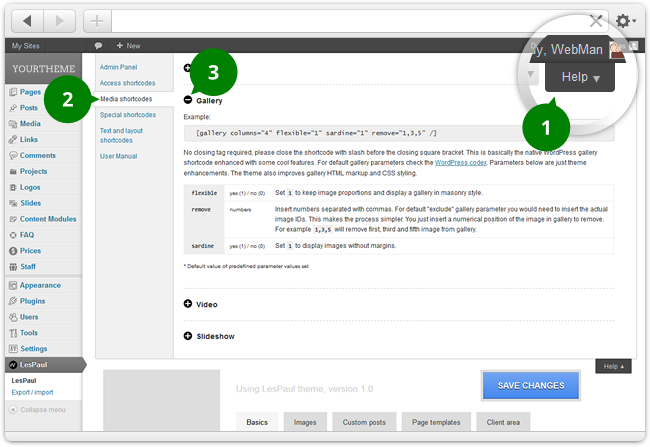 My Sites
New
ly, WebMan
Help ▼
1
YOURTHEME
Pages
Posts
Media
Links
Comments
Projects
Logos
Slides
Content Modules
FAQ
Prices
Staff
Appearance
Plugins
Users
Tools
Settings
LesPaul
LesPaul
Export / import
Collapse menu
Admin Panel
Access shortcodes
2
Media shortcodes
Special shortcodes
Text and layout
shortcodes
User Manual
3
Gallery
Example:
[gallery columns="4" flexible="1" sardine="1" remove="1,3,5" /]
No closing tag required, please close the shortcode with slash before the closing square bracket. This is basically the native WordPress gallery
shortcode enhanced with some cool features. For default gallery parameters check the WordPress codex. Parameters below are just theme
enhancements. The theme also improves gallery HTML markup and CSS styling.
flexible yes (1) / no (0) Set 1 to keep image proportions and display a gallery in masonry style.
remove numbers Insert numbers separated with commas. For default "exclude" gallery parameter you would need to insert the actual
image IDs. This makes the process simpler. You just insert a numerical position of the image in gallery to remove.
For example 1,3,5 will remove first, third and fifth image from gallery.
sardine yes (1) / no (0) Set 1 to display images without margins.
* Default value of predefined parameter values set
Video
Slideshow
Help ▲
Using LesPaul theme, version 1.0
SAVE CHANGES
Basics
Images
Custom posts
Page templates
Client area